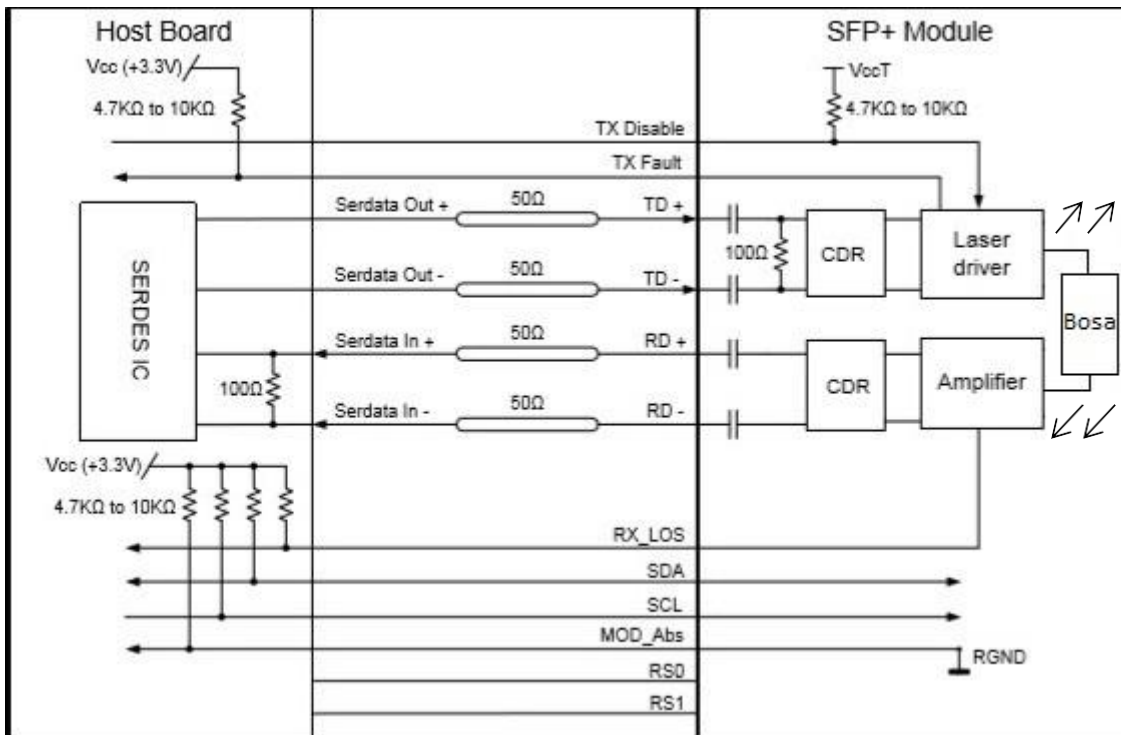 Host Board
SFP+ Module
Vcc (+3.3V)
4.7KΩ to 10KΩ
VccT
4.7KΩ to 10KΩ
TX Disable
TX Fault
Serdata Out +
50Ω
TD +
Serdata Out -
50Ω
TD -
Serdata In +
50Ω
RD +
Serdata In -
50Ω
RD -
SERDES IC
100Ω
100Ω
CDR
Laser
driver
CDR
Amplifier
Bosa
Vcc (+3.3V)
4.7KΩ to 10KΩ
RX_LOS
SDA
SCL
MOD_Abs
RGND
RS0
RS1